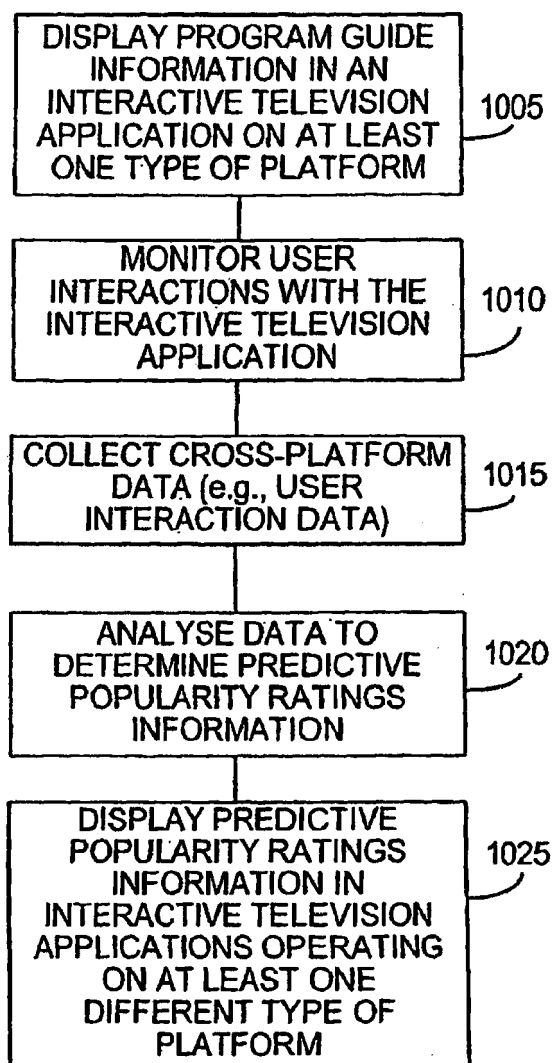 DISPLAY PROGRAM GUIDE
INFORMATION IN AN
INTERACTIVE TELEVISION
APPLICATION ON AT LEAST
ONE TYPE OF PLATFORM
1005
MONITOR USER
INTERACTIONS WITH THE
INTERACTIVE TELEVISION
APPLICATION
1010
COLLECT CROSS-PLATFORM
DATA (e.g., USER
INTERACTION DATA)
1015
ANALYSE DATA TO
DETERMINE PREDICTIVE
POPULARITY RATINGS
INFORMATION
1020
DISPLAY PREDICTIVE
POPULARITY RATINGS
INFORMATION IN
INTERACTIVE TELEVISION
APPLICATIONS OPERATING
ON AT LEAST ONE
DIFFERENT TYPE OF
PLATFORM
1025